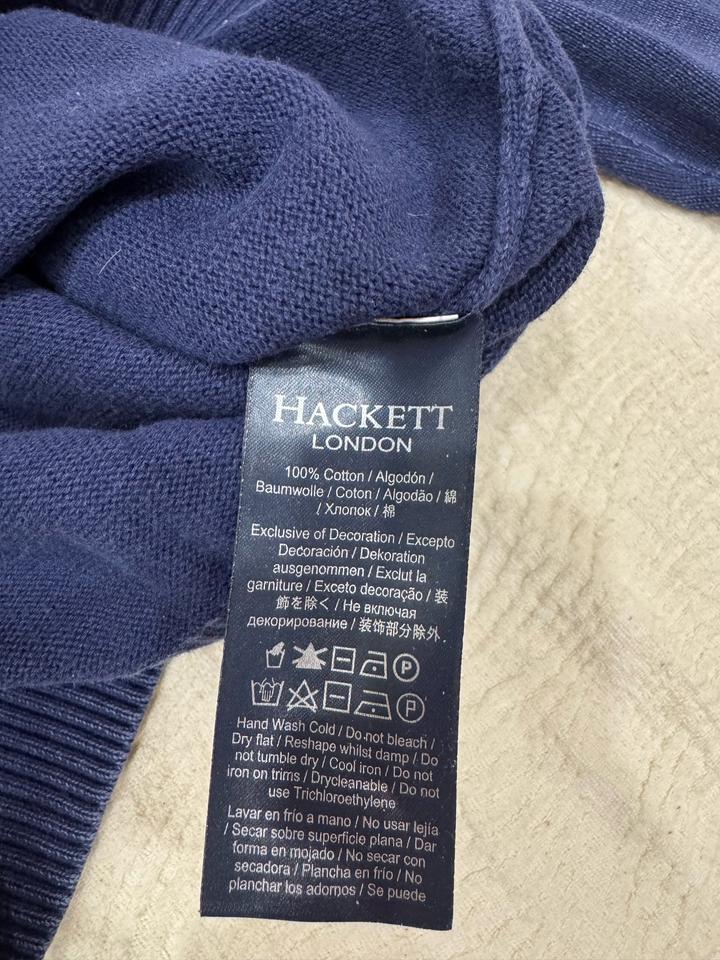 HACKETT
LONDON
100% Cotton / Algodón /
Baumwolle / Coton / Algodão / 綿
/ Хлопок / 棉
Exclusive of Decoration / Excepto
Decoración / Dekoration
ausgenommen / Exclut la
garniture / Exceto decoração / 装
飾を除く / Не включая
декорирование / 装饰部分除外.
P
P
Hand Wash Cold / Do not bleach /
Dry flat / Reshape whilst damp / Do
not tumble dry / Cool iron / Do not
iron on trims / Drycleanable / Do not
use Trichloroethylene
Lavar en frío a mano / No usar lejía
/ Secar sobre superficie plana / Dar
forma en mojado / No secar con
secadora / Plancha en frío / No
planchar los adornos / Se puede